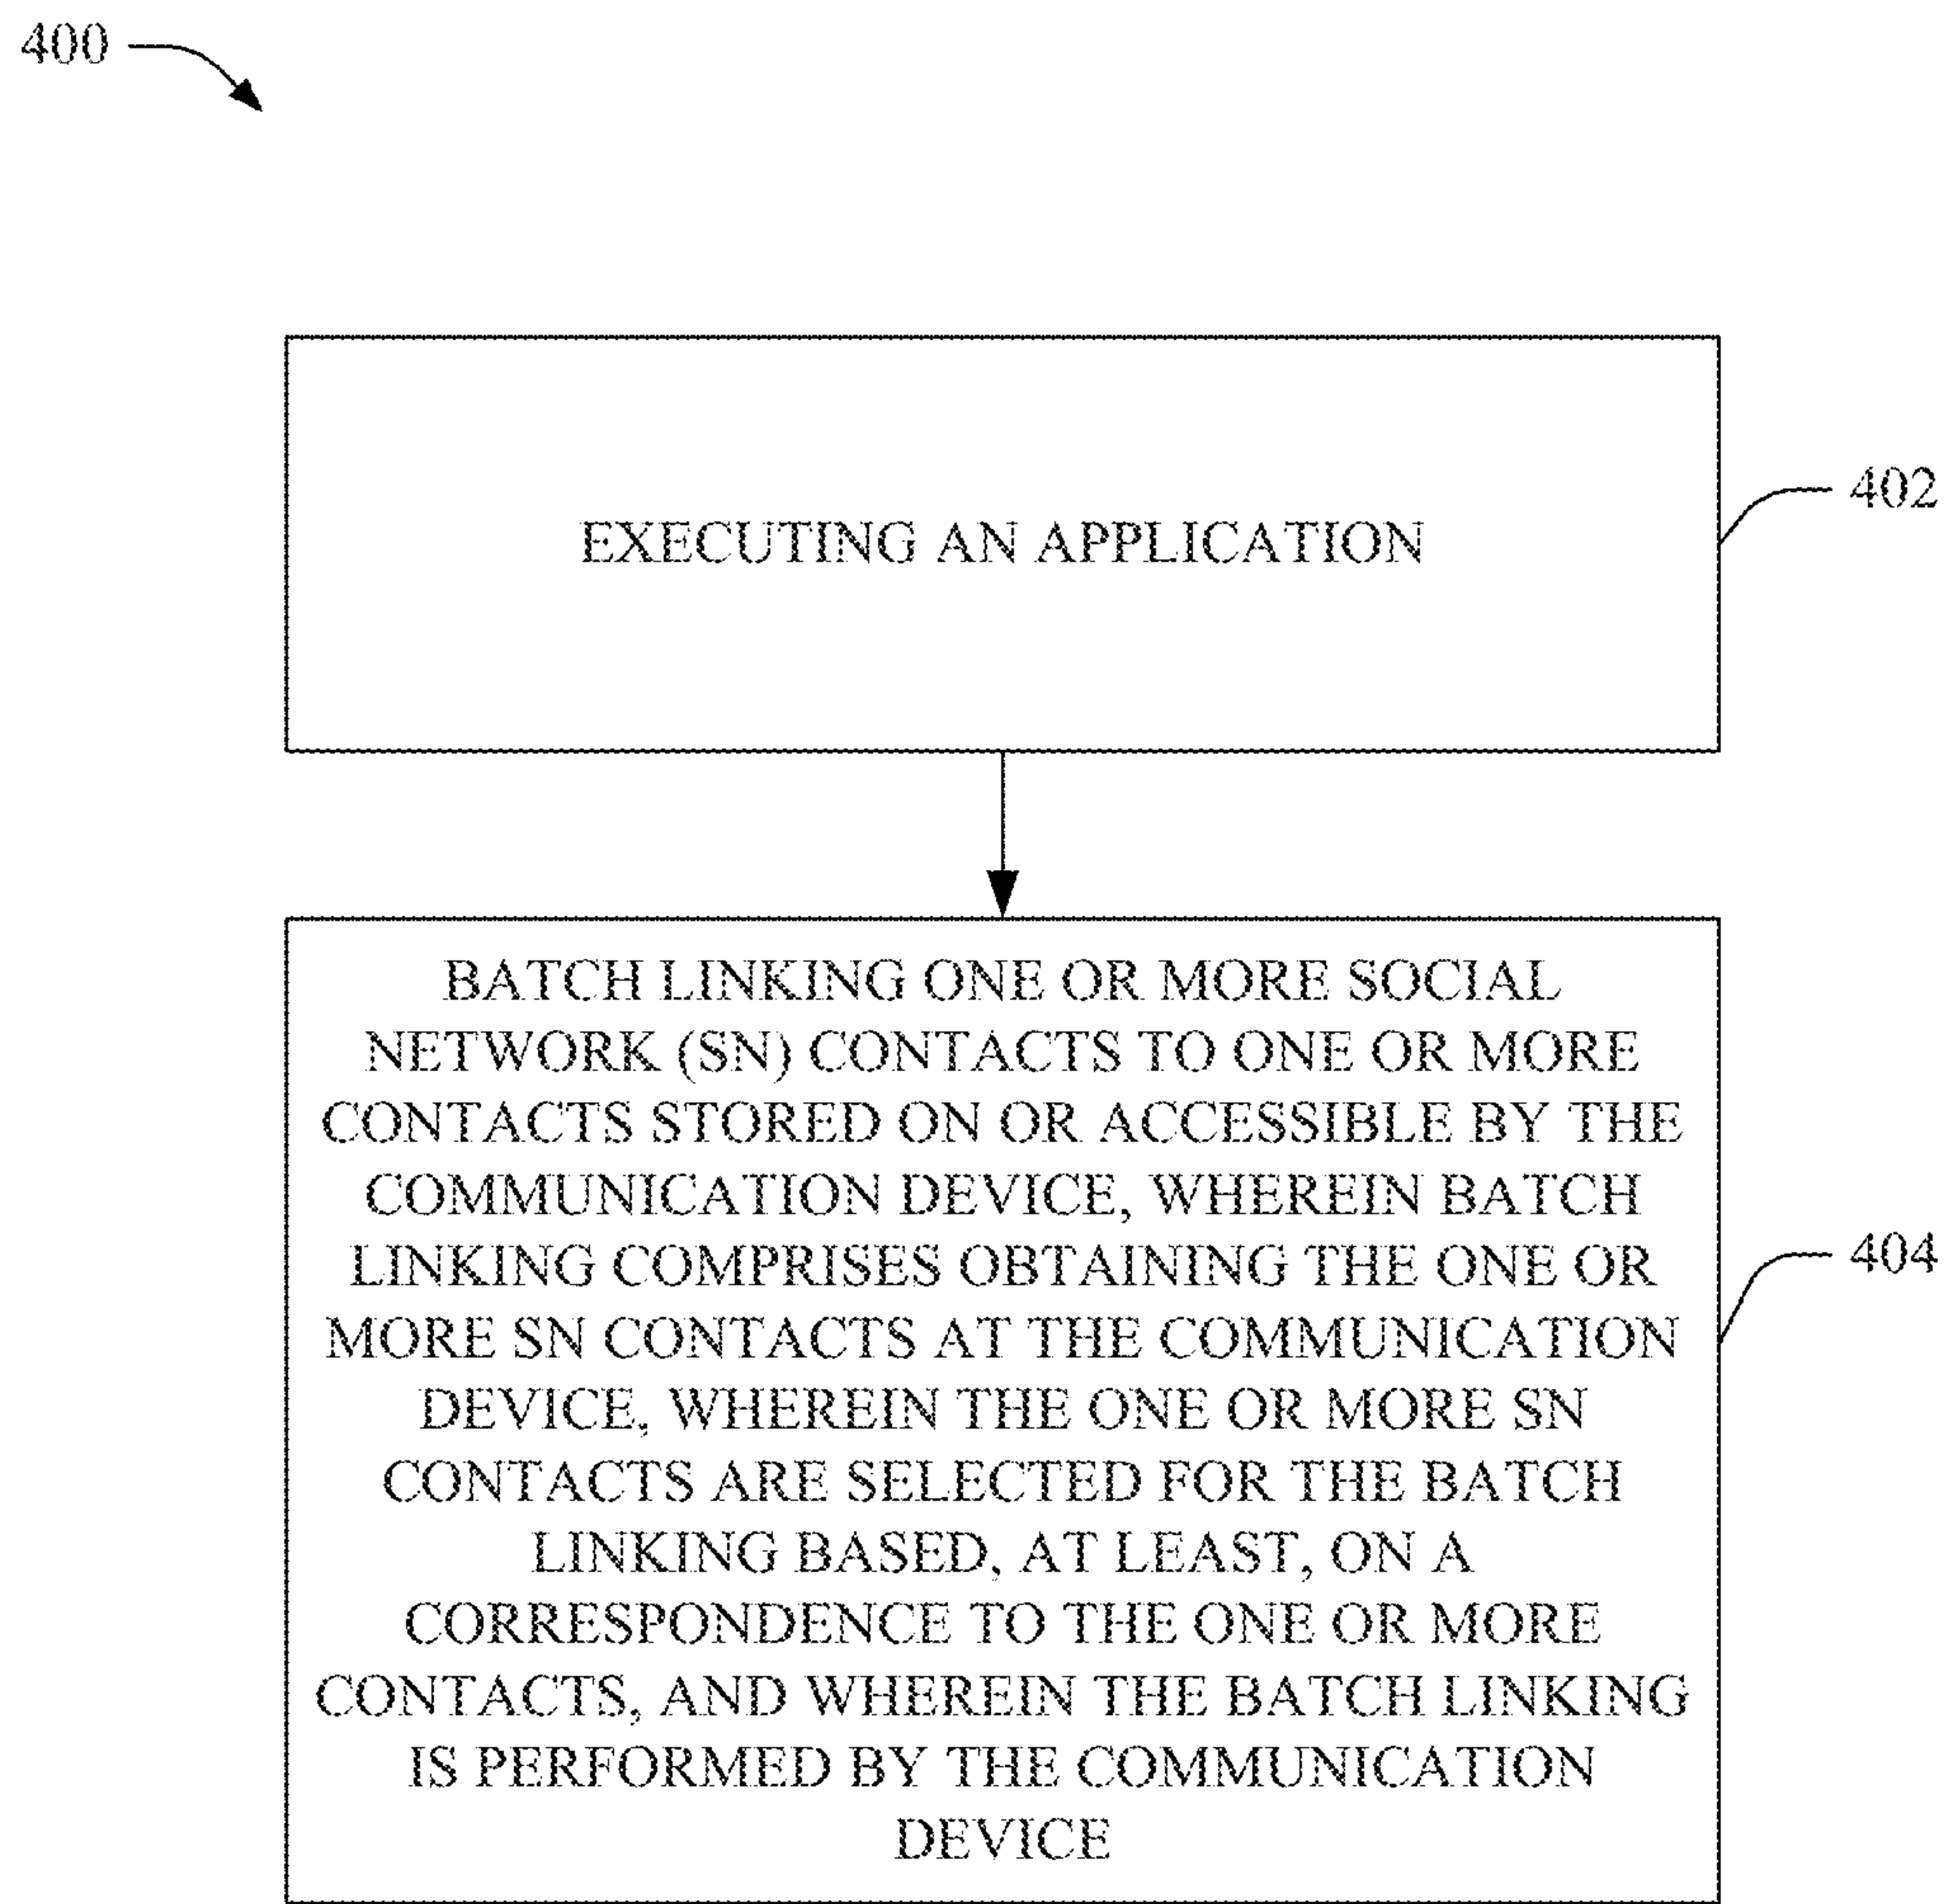 400
EXECUTING AN APPLICATION
402
BATCH LINKING ONE OR MORE SOCIAL
NETWORK (SN) CONTACTS TO ONE OR MORE
CONTACTS STORED ON OR ACCESSIBLE BY THE
COMMUNICATION DEVICE, WHEREIN BATCH
LINKING COMPRISES OBTAINING THE ONE OR
MORE SN CONTACTS AT THE COMMUNICATION
DEVICE, WHEREIN THE ONE OR MORE SN
CONTACTS ARE SELECTED FOR THE BATCH
LINKING BASED, AT LEAST, ON A
CORRESPONDENCE TO THE ONE OR MORE
CONTACTS, AND WHEREIN THE BATCH LINKING
IS PERFORMED BY THE COMMUNICATION
DEVICE
404